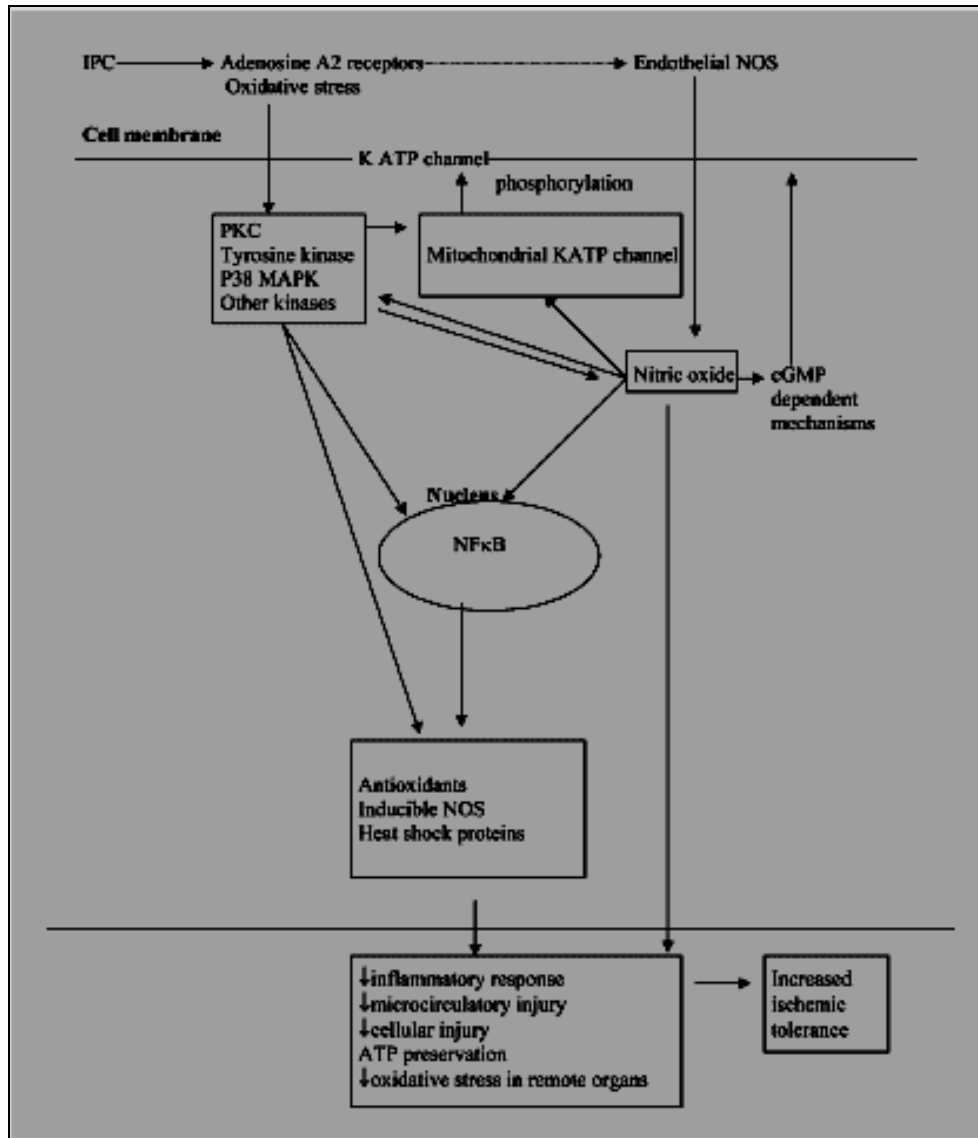 IPC
Adenosine A2 receptors
Endothelial NOS
Oxidative stress
Cell membrane
K ATP channel
phosphorylation
PKC
Tyrosine kinase
P38 MAPK
Other kinases
Mitochondrial KATP channel
Nitric oxide
cGMP
dependent
mechanisms
Nucleus
NFκB
Antioxidants
Inducible NOS
Heat shock proteins
↓inflammatory response
↓microcirculatory injury
↓cellular injury
ATP preservation
↓oxidative stress in remote organs
Increased
ischemic
tolerance